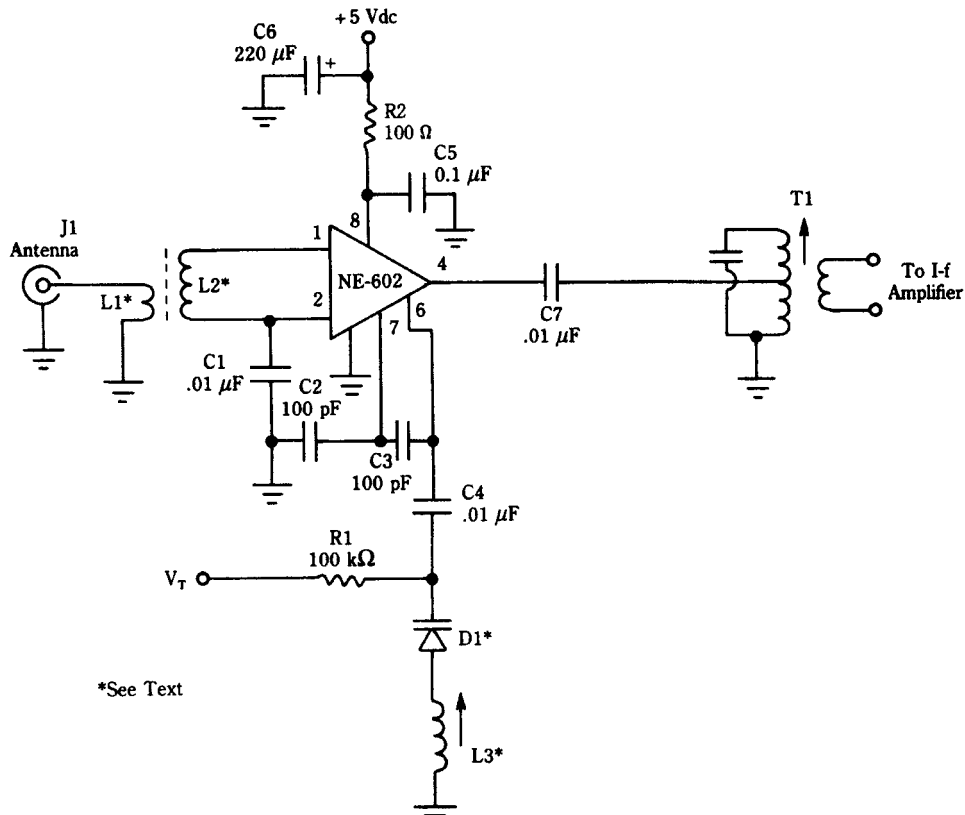 +5 Vdc
C6
220 μF
+
R2
100 Ω
C5
0.1 μF
8
J1
Antenna
1
T1
L1*
L2*
NE-602
4
To I-f
Amplifier
2
6
7
C7
.01 μF
C1
.01 μF
C2
100 pF
C3
100 pF
C4
.01 μF
R1
100 kΩ
V_T
D1*
*See Text
L3*